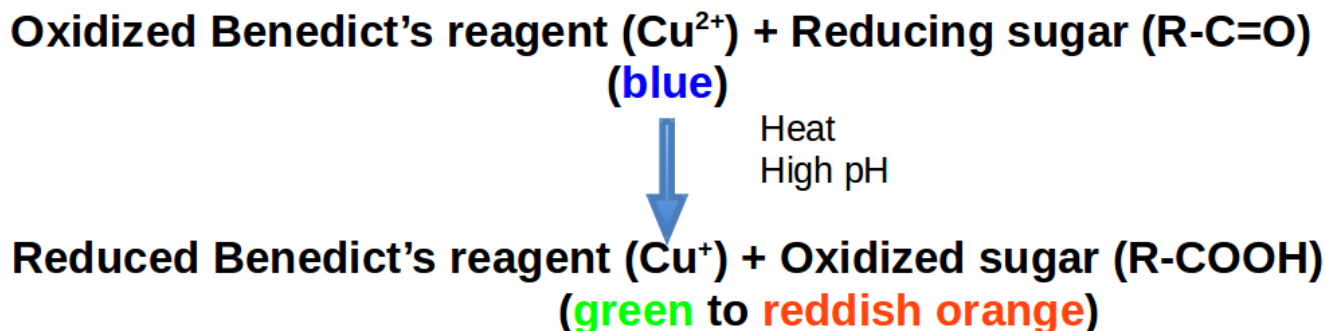 Oxidized Benedict’s reagent (Cu²⁺) + Reducing sugar (R-C=O)
(blue)
Heat
High pH
Reduced Benedict’s reagent (Cu⁺) + Oxidized sugar (R-COOH)
(green to reddish orange)